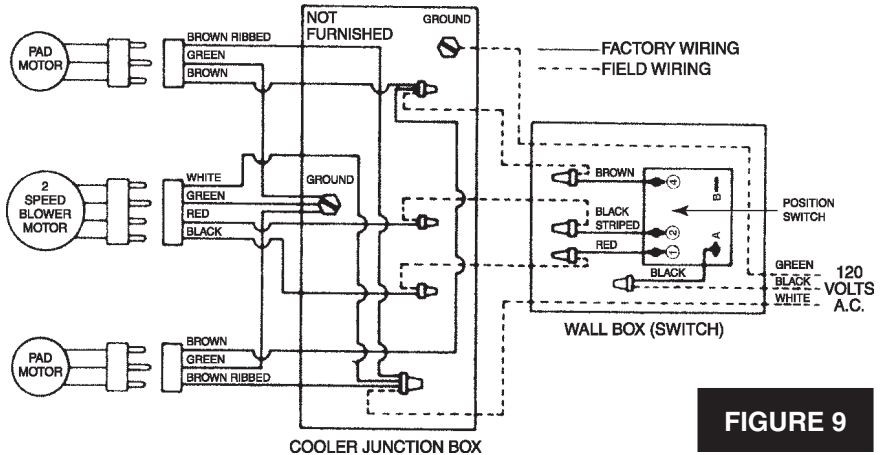 NOT
FURNISHED
GROUND
FACTORY WIRING
FIELD WIRING
PAD
MOTOR
BROWN RIBBED
GREEN
BROWN
2
SPEED
BLOWER
MOTOR
WHITE
GREEN
RED
BLACK
GROUND
BROWN
4
B
BLACK
STRIPED
2
RED
1
A
BLACK
POSITION
SWITCH
GREEN
BLACK
WHITE
120
VOLTS
A.C.
WALL BOX (SWITCH)
PAD
MOTOR
BROWN
GREEN
BROWN RIBBED
COOLER JUNCTION BOX
FIGURE 9